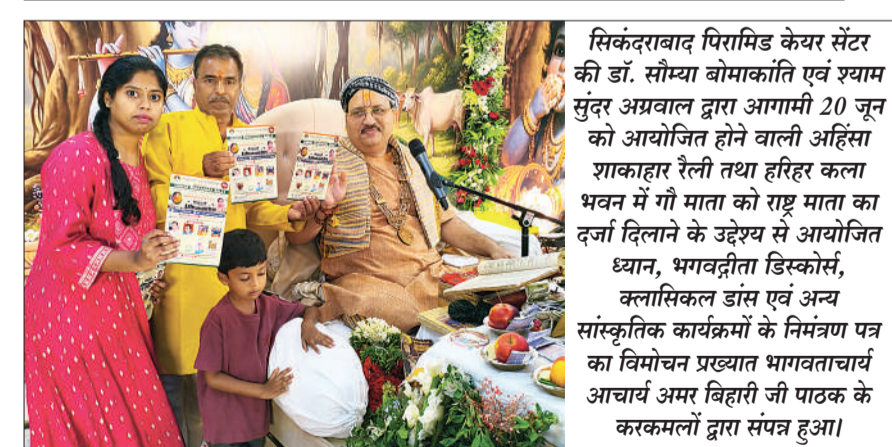 सिकंदराबाद पिरामिड केयर सेंटर
की डॉ. सौम्या बोमाकांति एवं श्याम
सुंदर अग्रवाल द्वारा आगामी 20 जून
को आयोजित होने वाली अहिंसा
शाकाहार रैली तथा हरिहर कला
भवन में गौ माता को राष्ट्र माता का
दर्जा दिलाने के उद्देश्य से आयोजित
ध्यान, भगवद्गीता डिस्कोर्स,
क्लासिकल डांस एवं अन्य
सांस्कृतिक कार्यक्रमों के निमंत्रण पत्र
का विमोचन प्रख्यात भागवताचार्य
आचार्य अमर बिहारी जी पाठक के
करकमलों द्वारा संपन्न हुआ।